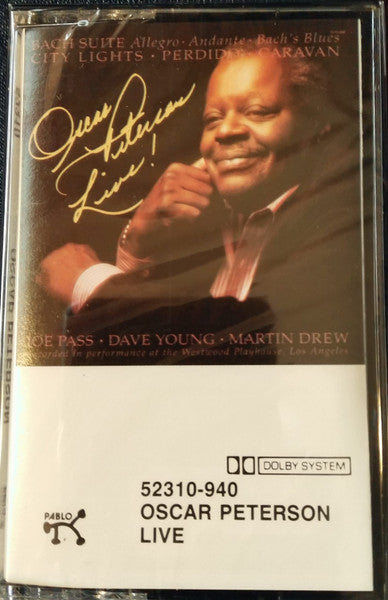 BACH SUITE Allegro · Andante · Bach's Blues
CITY LIGHTS · PERDIDO · CARAVAN
Oscar
Peterson
Live!
JOE PASS · DAVE YOUNG · MARTIN DREW
recorded in performance at the Westwood Playhouse, Los Angeles
DOLBY SYSTEM
52310-940
OSCAR PETERSON
LIVE
PABLO